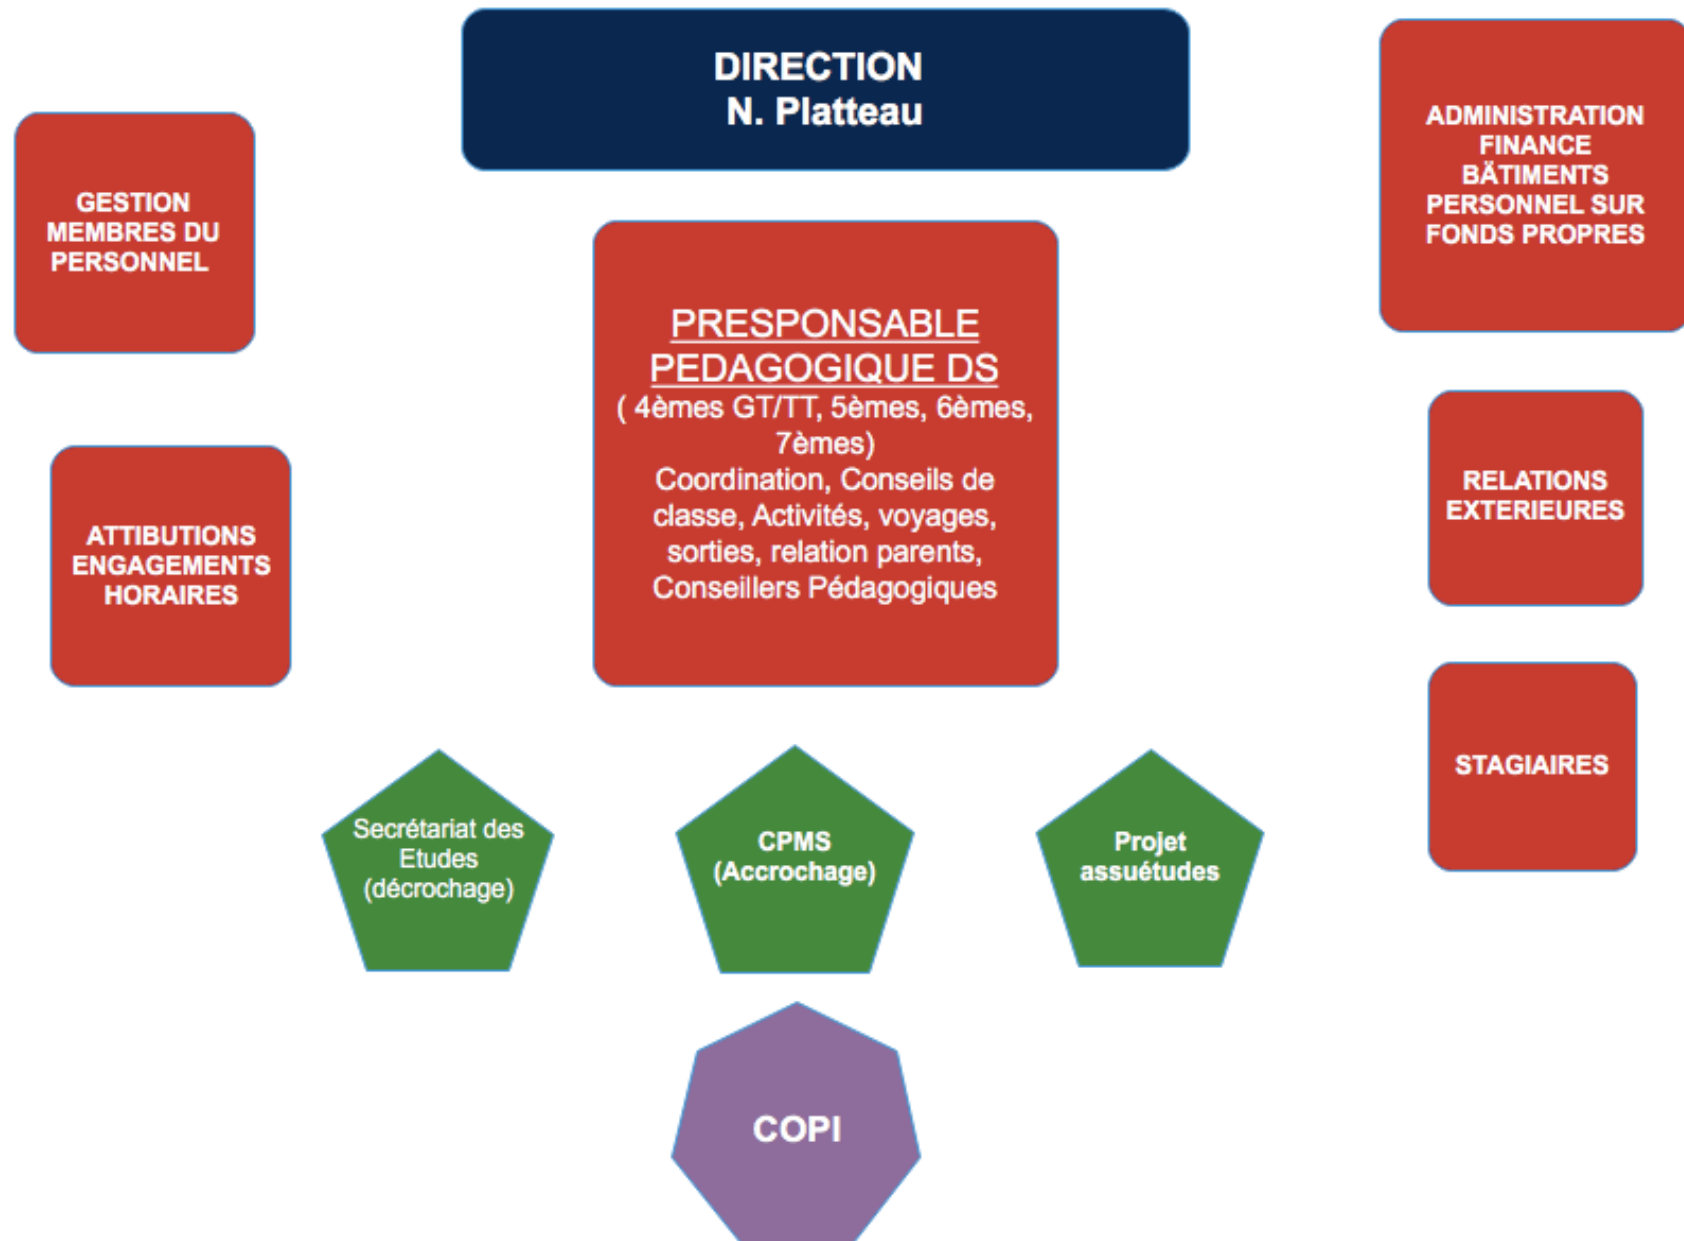 DIRECTION
N. Platteau
GESTION
MEMBRES DU
PERSONNEL
ADMINISTRATION
FINANCE
BÂTIMENTS
PERSONNEL SUR
FONDS PROPRES
PRESPONSABLE
PEDAGOGIQUE DS
( 4èmes GT/TT, 5èmes, 6èmes,
7èmes)
Coordination, Conseils de
classe, Activités, voyages,
sorties, relation parents,
Conseillers Pédagogiques
ATTIBUTIONS
ENGAGEMENTS
HORAIRES
RELATIONS
EXTERIEURES
STAGIAIRES
Secrétariat des
Etudes
(décrochage)
CPMS
(Accrochage)
Projet
assuétudes
COPI